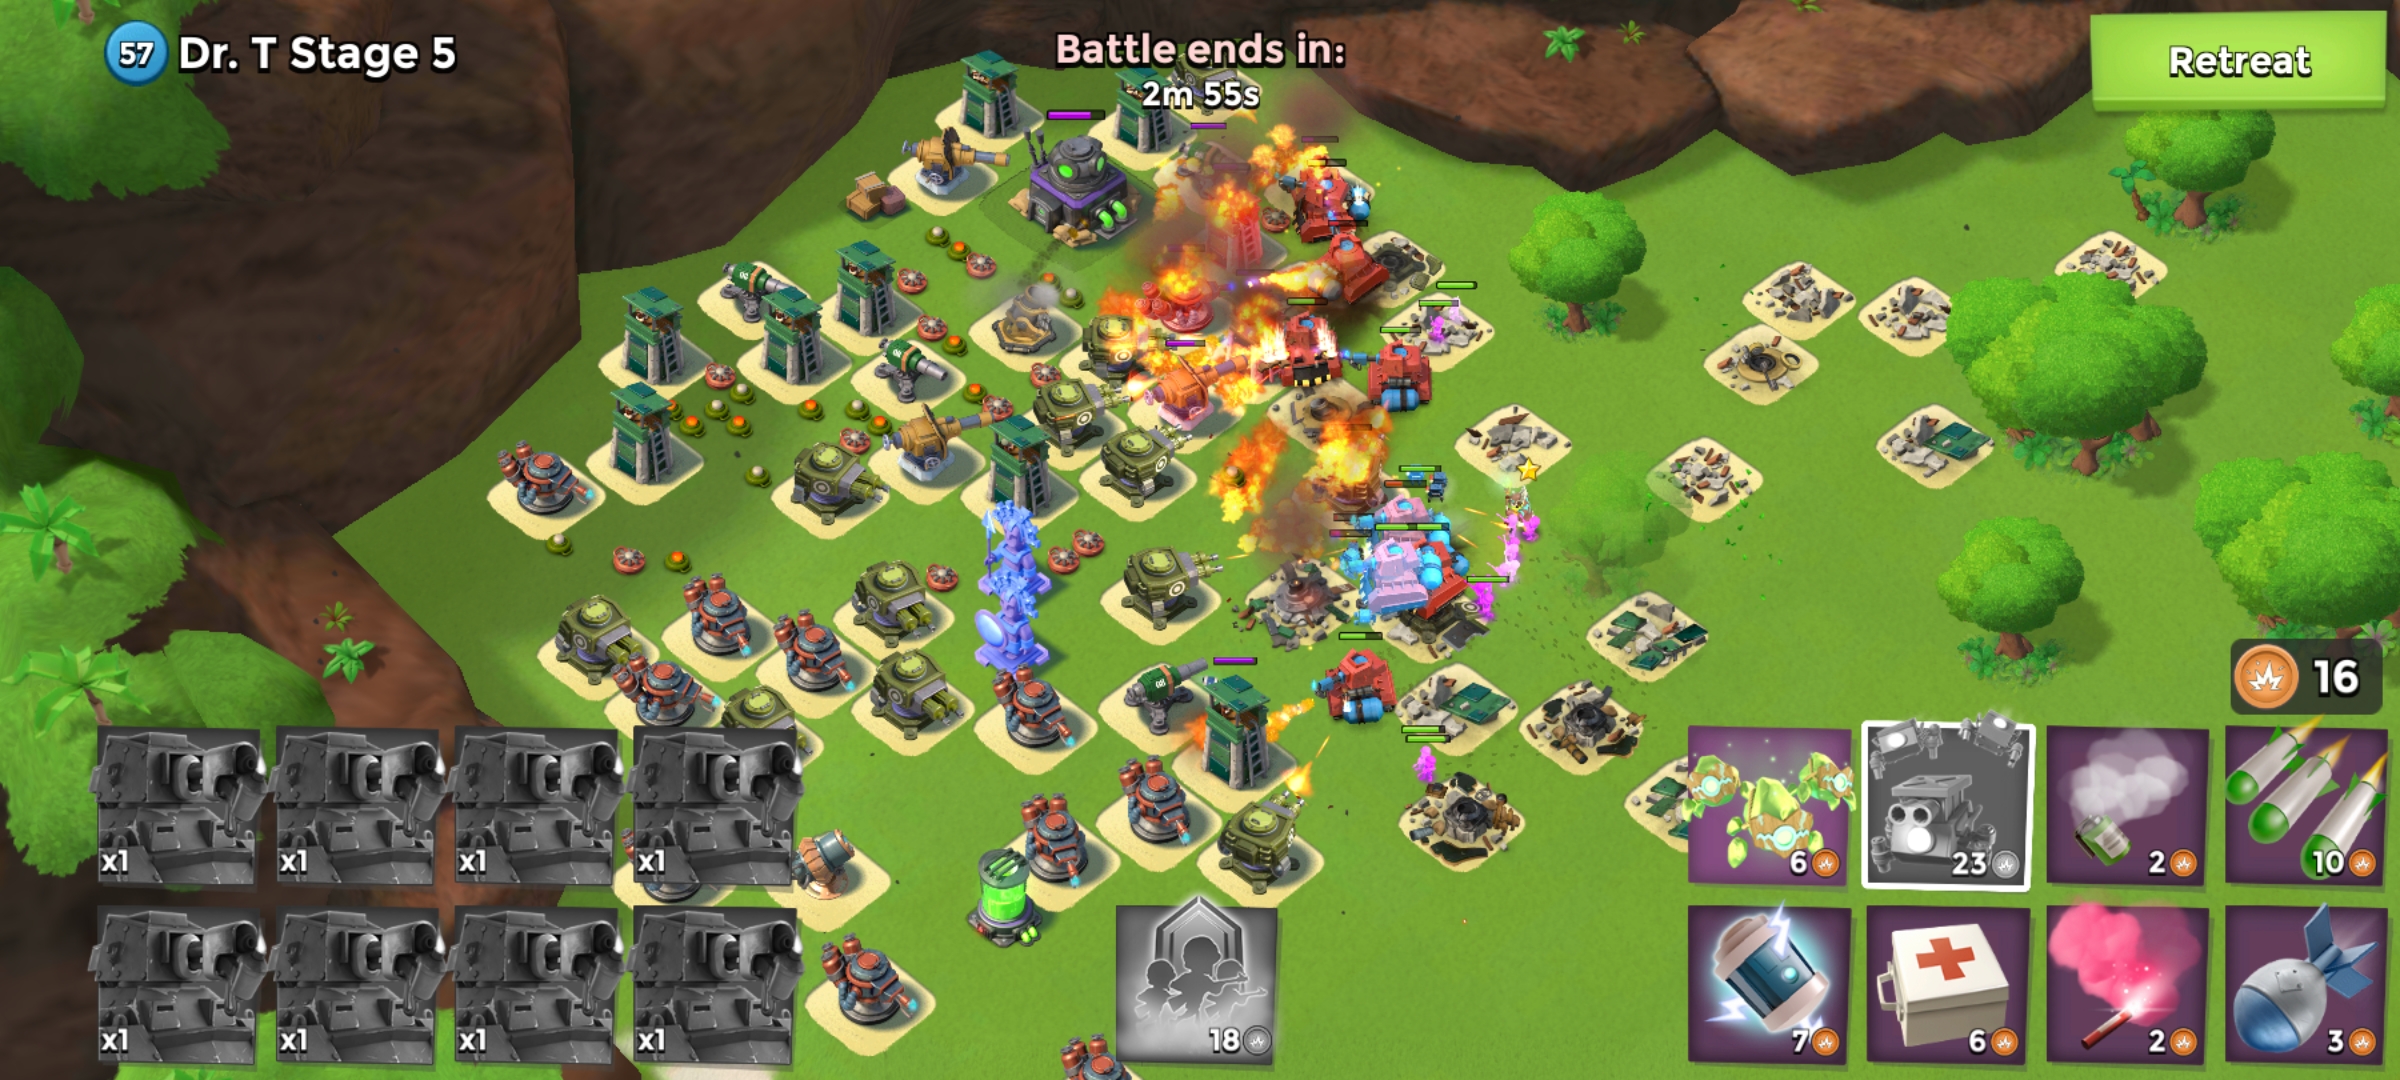 57 Dr. T Stage 5
Battle ends in:
2m 55s
Retreat
16
x1 x1 x1 x1
6 23 2 10
x1 x1 x1 x1
18
7 6 2 3